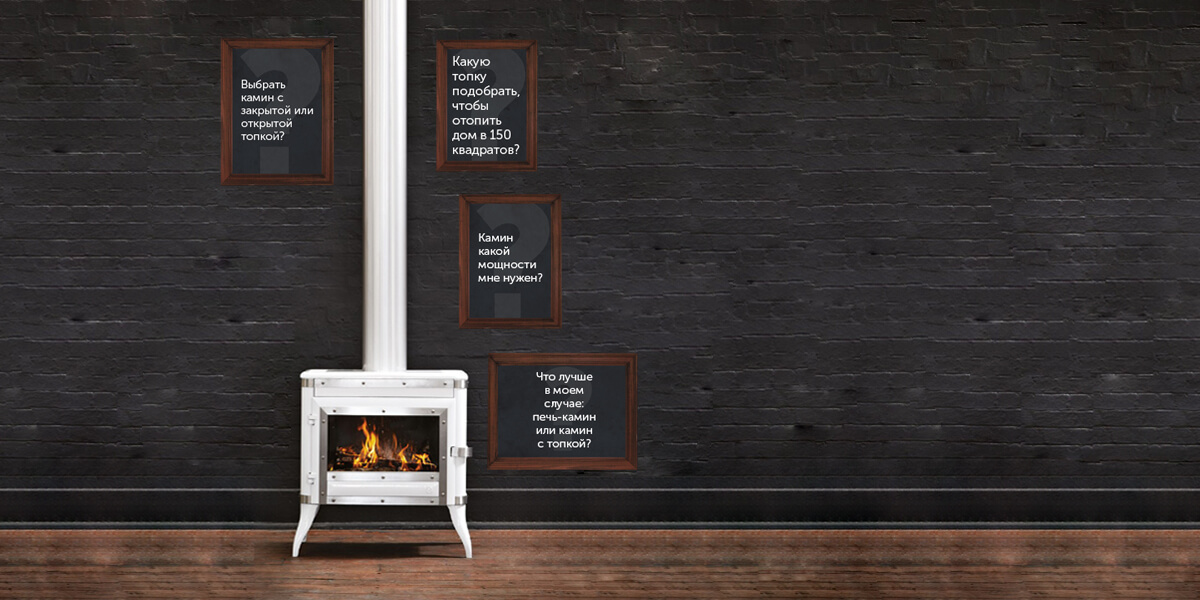 Выбрать
камин с
закрытой или
открытой
топкой?
Какую
топку
подобрать,
чтобы
отопить
дом в 150
квадратов?
Камин
какой
мощности
мне нужен?
Что лучше
в моем
случае:
печь-камин
или камин
с топкой?